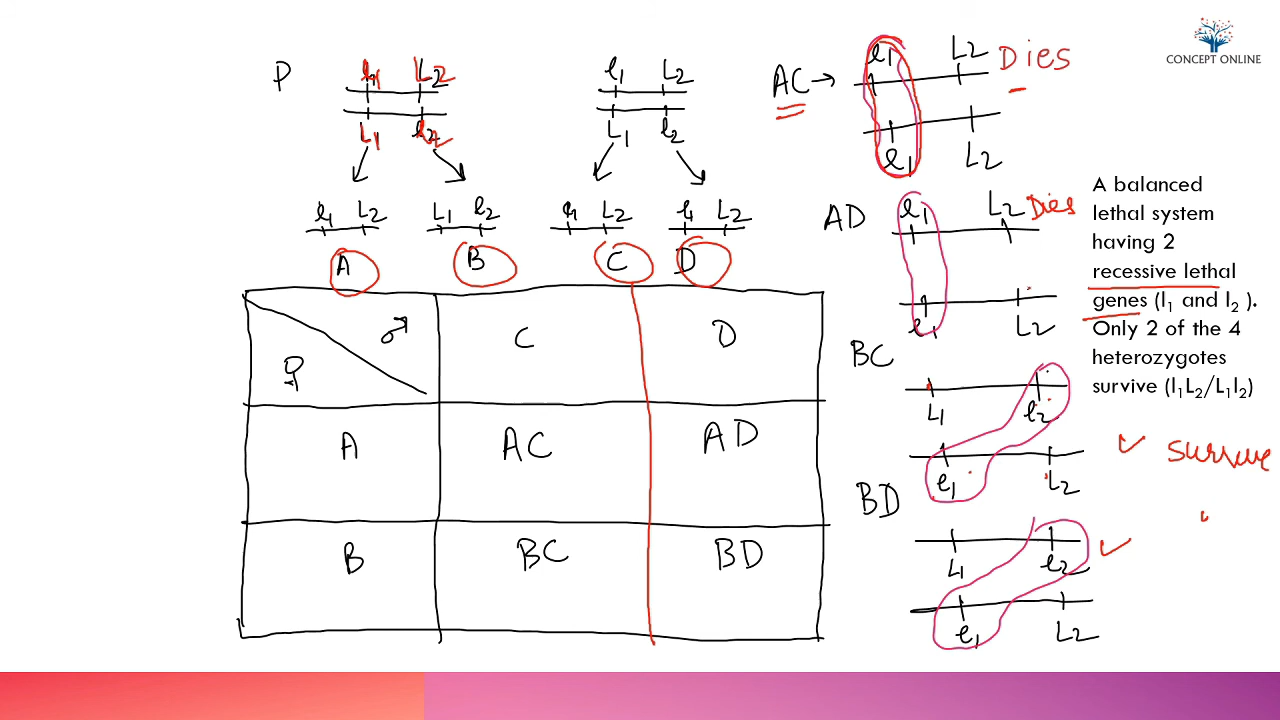 CONCEPT ONLINE
P
l1 L2
L1 l2
l1 L2
L1 l2
l1 L2
L1 l2
l1 L2
l1 L2
A
B
C
D
♂
♀
C
D
A
AC
AD
B
BC
BD
AC →
l1 L2 Dies
l1 L2
AD
l1 L2 Dies
l1 L2
BC
L1 l2
l1 L2
✓ survive
BD
L1 l2 ✓
l1 L2
A balanced
lethal system
having 2
recessive lethal
genes (l₁ and l₂ ).
Only 2 of the 4
heterozygotes
survive (l₁L₂/L₁l₂)